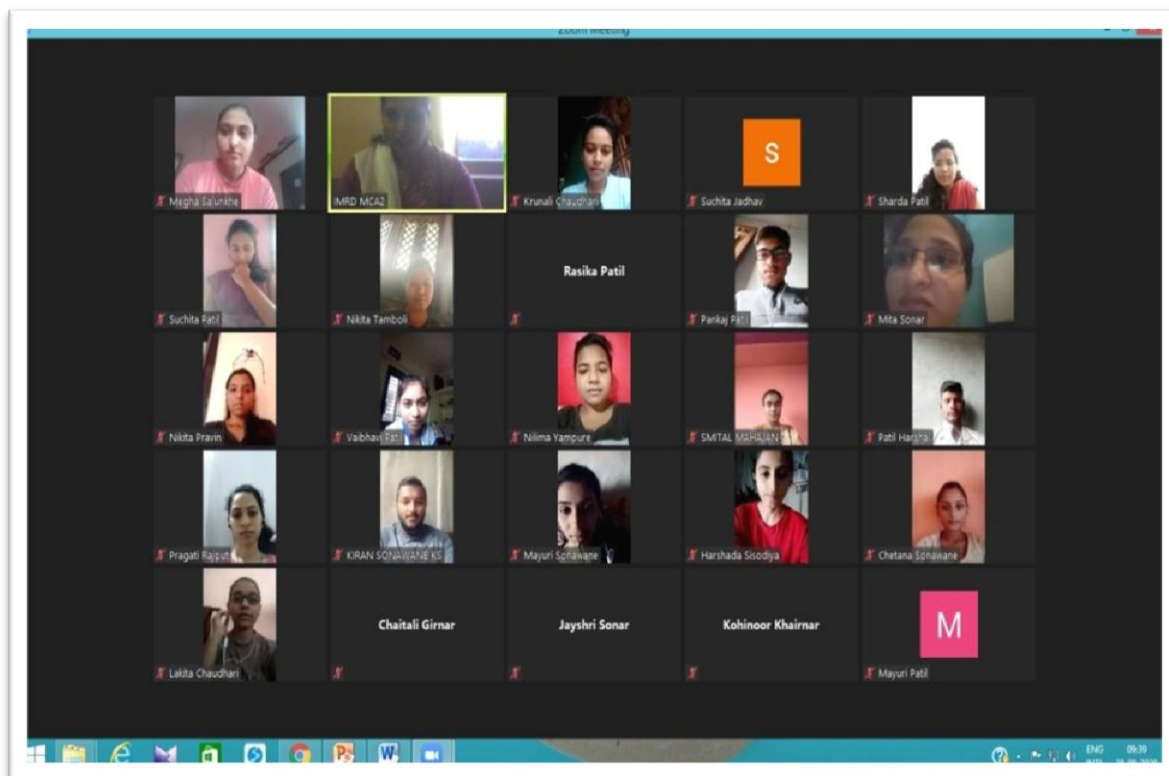 Zoom Meeting
Megha Salunkhe
IMRD MCA2
Krunali Chaudhari
S
Suchita Jadhav
Sharda Patil
Suchita Patil
Nikita Tamboli
Rasika Patil
Pankaj Patil
Mita Sonar
Nikita Pravin
Vaibhavi Patil
Nilima Yampure
SMITAL MAHAJAN
Patil Harshal
Pragati Rajput
KIRAN SONAWANE KS
Mayuri Sonawane
Harshada Sisodiya
Chetana Sonawane
Lakita Chaudhari
Chaitali Girnar
Jayshri Sonar
Kohinoor Khairnar
M
Mayuri Patil
ENG
09:39